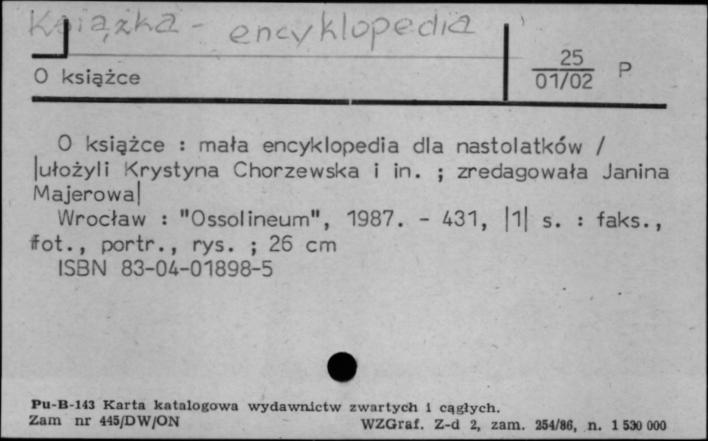 Książka - encyklopedia
25
O książce
01/02 P
O książce : mała encyklopedia dla nastolatków /
|ułożyli Krystyna Chorzewska i in. ; zredagowała Janina
Majerowa|
Wrocław : "Ossolineum", 1987. - 431, |1| s. : faks.,
fot., portr., rys. ; 26 cm
ISBN 83-04-01898-5
Pu-B-143 Karta katalogowa wydawnictw zwartych i ciągłych.
Zam nr 445/DW/ON WZGraf. Z-d 2, zam. 254/86, n. 1 530 000